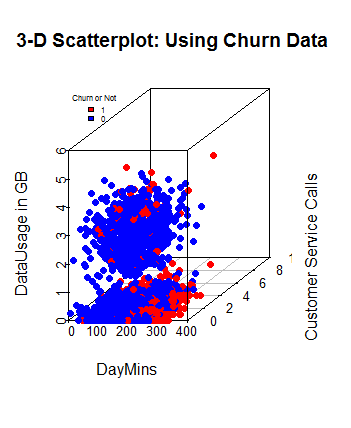 3-D Scatterplot: Using Churn Data
Churn or Not
1
0
DataUsage in GB
0 1 2 3 4 5 6
0 100 200 300 400
DayMins
0 2 4 6 8 1
Customer Service Calls